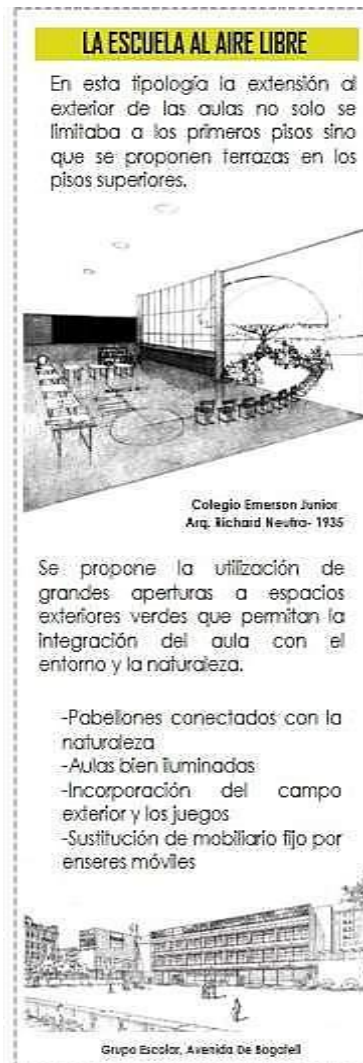 LA ESCUELA AL AIRE LIBRE
En esta tipología la extensión al
exterior de las aulas no solo se
limitaba a los primeros pisos sino
que se proponen terrazas en los
pisos superiores.
Colegio Emerson Junior
Arq. Richard Neutra- 1935
Se propone la utilización de
grandes aperturas a espacios
exteriores verdes que permitan la
integración del aula con el
entorno y la naturaleza.
-Pabellones conectados con la
naturaleza
-Aulas bien iluminadas
-Incorporación del campo
exterior y los juegos
-Sustitución de mobiliario fijo por
enseres móviles
Grupo Escolar, Avenida De Bogatell